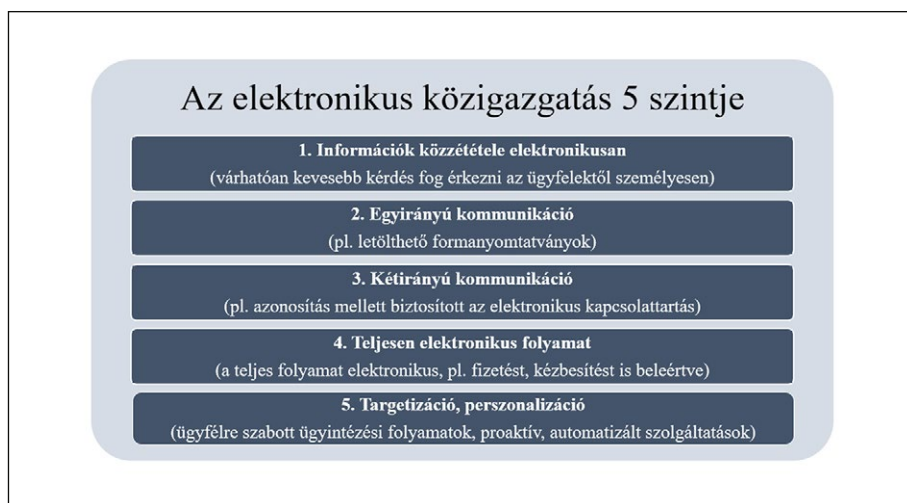 Az elektronikus közigazgatás 5 szintje
1. Információk közzététele elektronikusan
(várhatóan kevesebb kérdés fog érkezni az ügyfelektől személyesen)
2. Egyirányú kommunikáció
(pl. letölthető formanyomtatványok)
3. Kétirányú kommunikáció
(pl. azonosítás mellett biztosított az elektronikus kapcsolattartás)
4. Teljesen elektronikus folyamat
(a teljes folyamat elektronikus, pl. fizetést, kézbesítést is beleértve)
5. Targetizáció, perszonalizáció
(ügyfélre szabott ügyintézési folyamatok, proaktív, automatizált szolgáltatások)